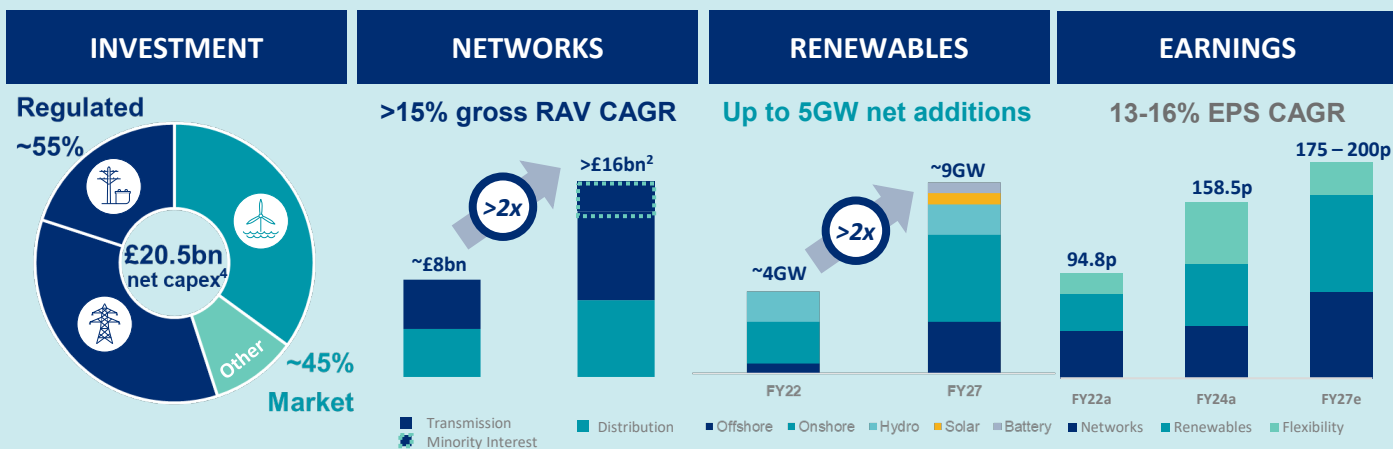 INVESTMENT
Regulated
~55%
£20.5bn
net capex4
Other
~45%
Market
NETWORKS
>15% gross RAV CAGR
>£16bn2
>2x
~£8bn
Transmission
Distribution
Minority Interest
RENEWABLES
Up to 5GW net additions
~9GW
>2x
~4GW
FY22 FY27
Offshore Onshore Hydro Solar Battery
EARNINGS
13-16% EPS CAGR
175 – 200p
158.5p
94.8p
FY22a FY24a FY27e
Networks Renewables Flexibility